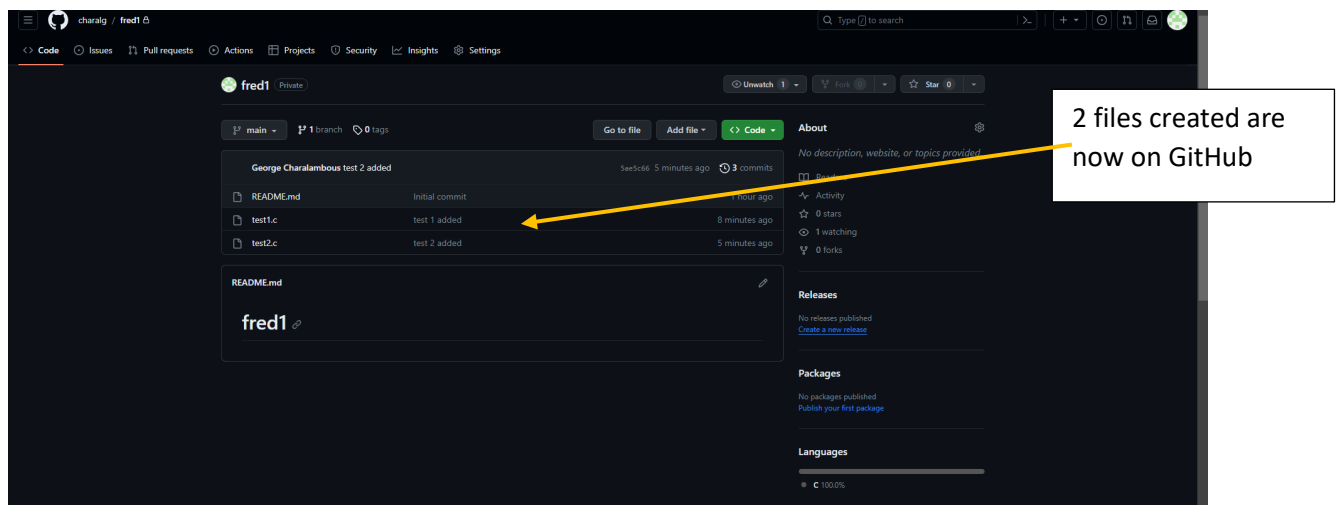 charalg / fred1
Type / to search
Code Issues Pull requests Actions Projects Security Insights Settings
fred1 Private
Unwatch 1 Fork 0 Star 0
main 1 branch 0 tags Go to file Add file Code
About
No description, website, or topics provided.
George Charalambous test 2 added 5ee5c66 5 minutes ago 3 commits
README.md Initial commit 1 hour ago
test1.c test 1 added 8 minutes ago
test2.c test 2 added 5 minutes ago
Activity
0 stars
1 watching
0 forks
README.md
fred1
Releases
No releases published
Create a new release
Packages
No packages published
Publish your first package
Languages
C 100.0%
2 files created are
now on GitHub